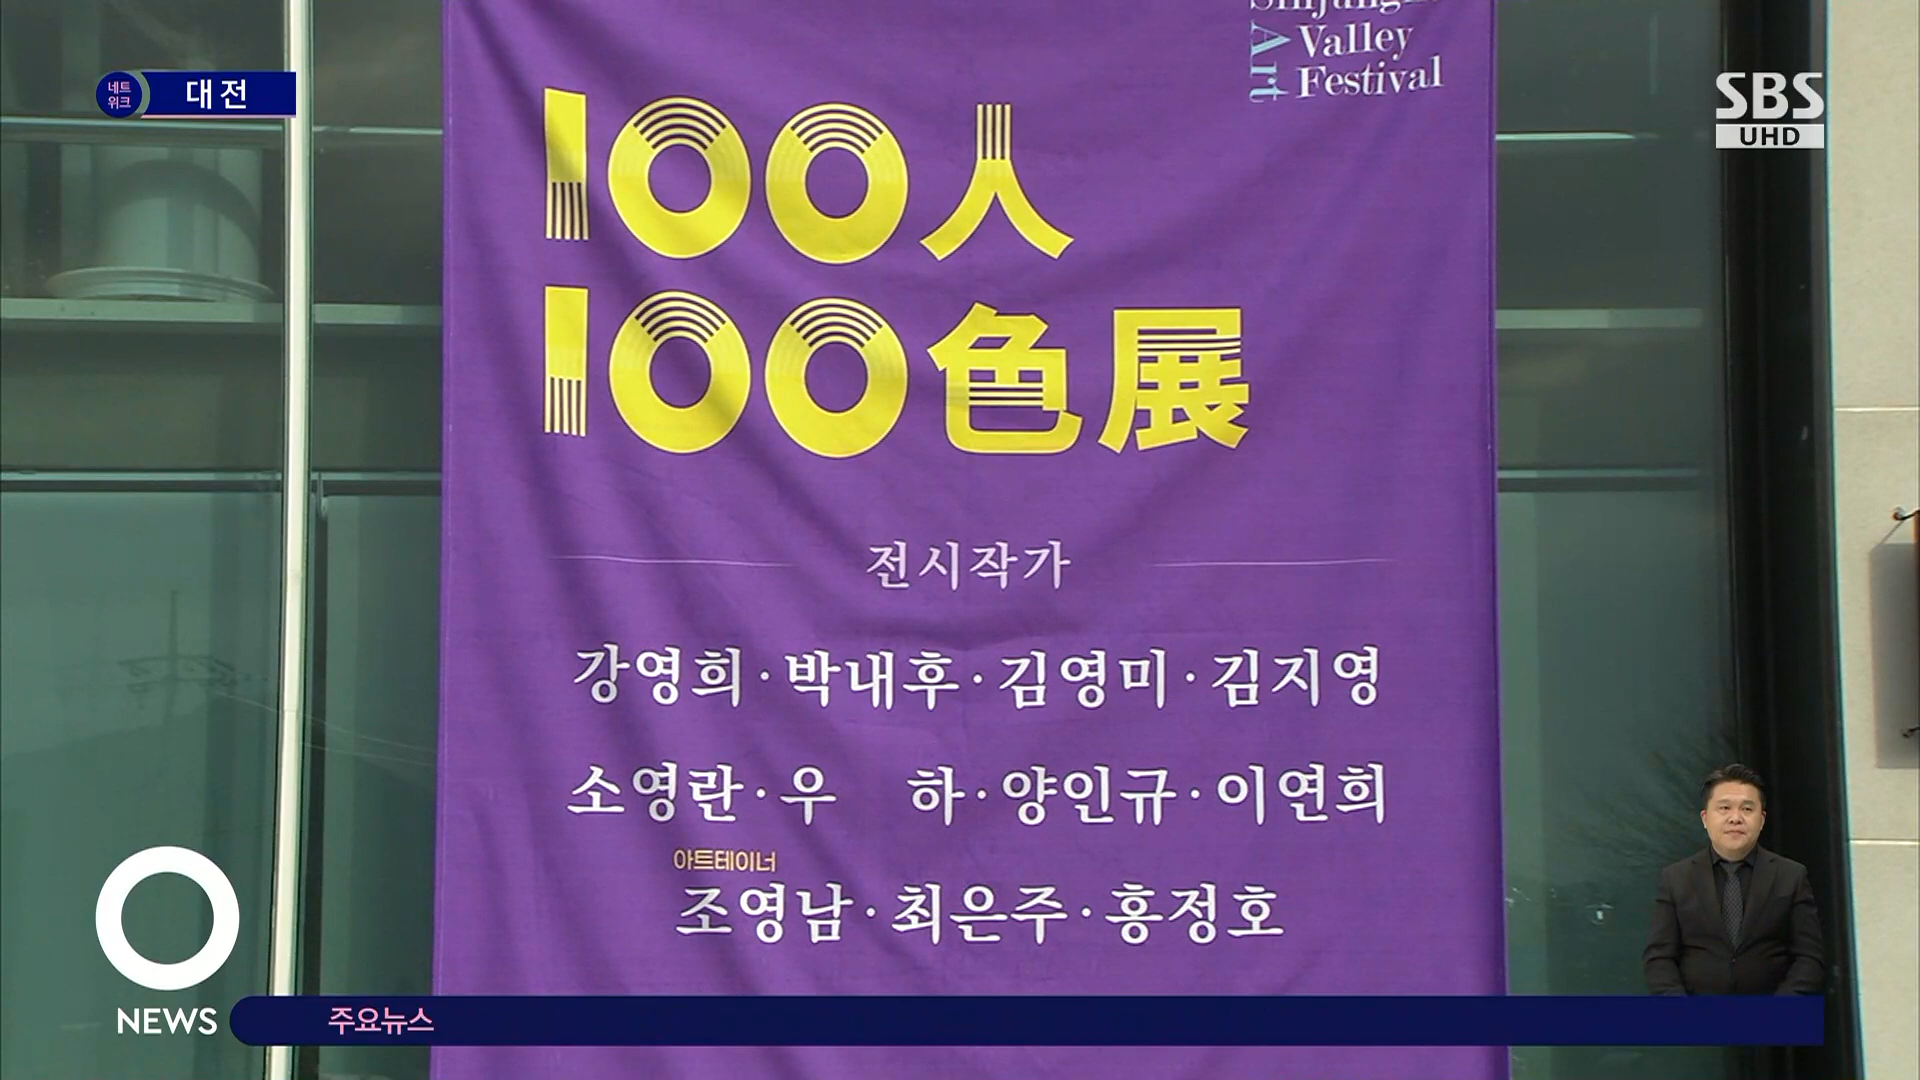 Valley
Art
Festival
네트
위크
대전
SBS
UHD
100人
100色展
전시작가
강영희·박내후·김영미·김지영
소영란·우 하·양인규·이연희
아트테이너
조영남·최은주·홍정호
NEWS
주요뉴스